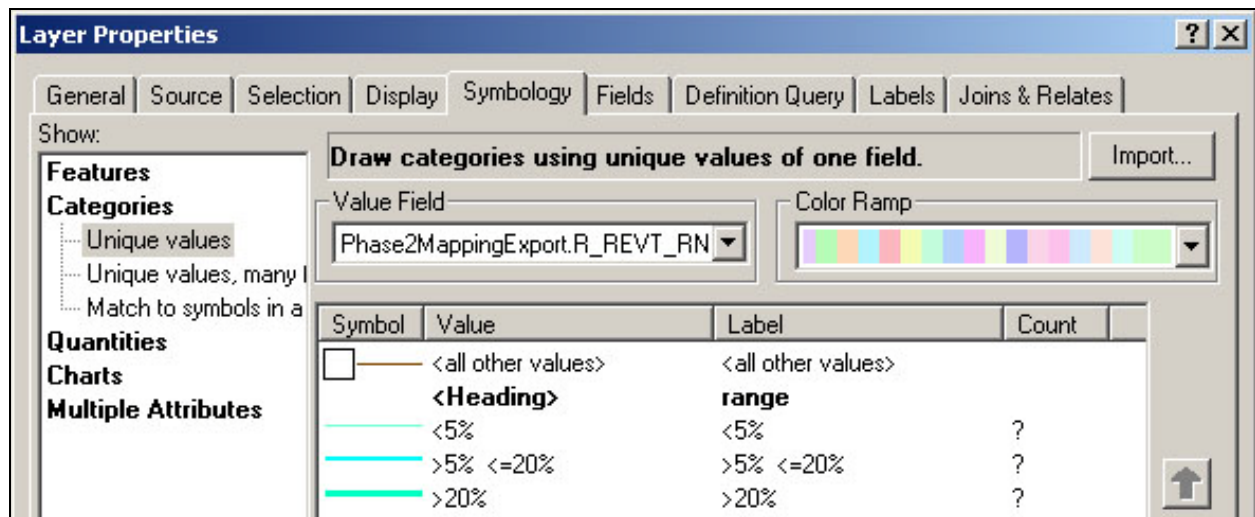 Layer Properties
? X
General Source Selection Display Symbology Fields Definition Query Labels Joins & Relates
Show:
Features
Categories
Unique values
Unique values, many
Match to symbols in a
Quantities
Charts
Multiple Attributes
Draw categories using unique values of one field.
Import...
Value Field
Phase2MappingExport.R_REVT_RN
Color Ramp
Symbol Value Label Count
<all other values> <all other values>
<Heading> range
<5% <5% ?
>5% <=20% >5% <=20% ?
>20% >20% ?